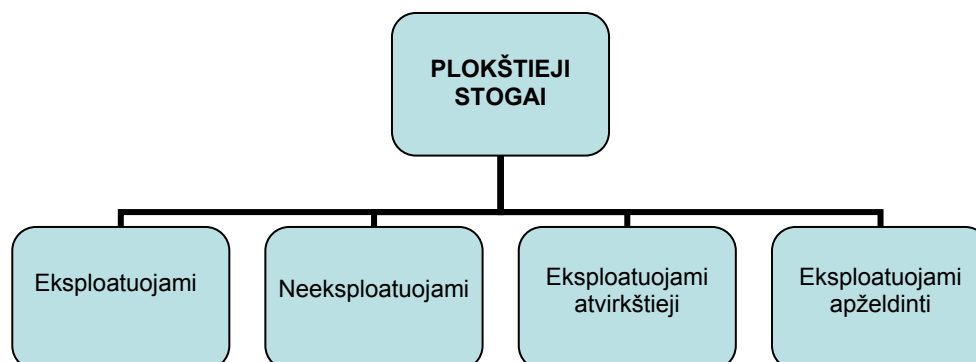 PLOKŠTIEJI
STOGAI
Eksploatuojami
Neeksploatuojami
Eksploatuojami
atvirkštieji
Eksploatuojami
apželdinti